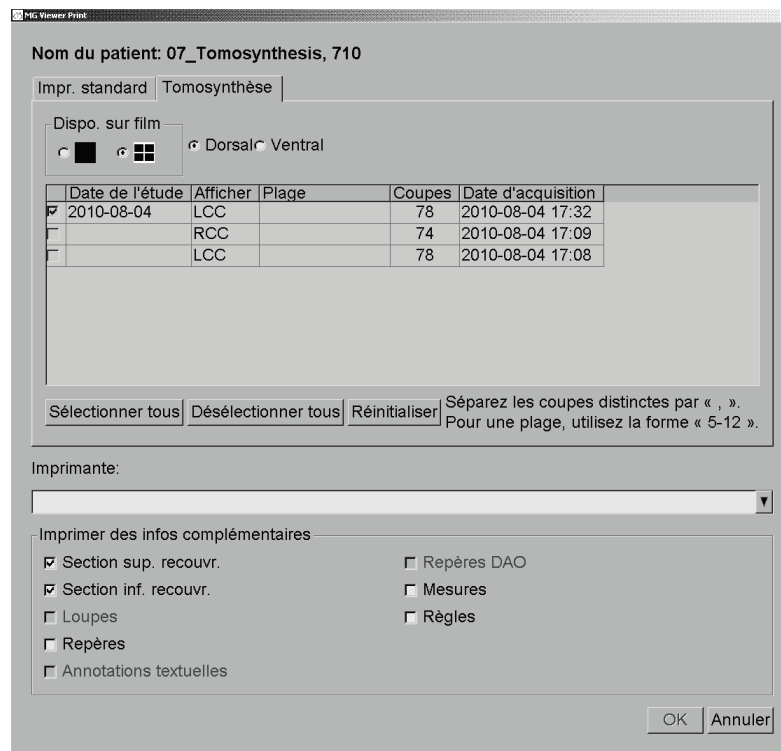 MG Viewer Print
Nom du patient: 07_Tomosynthesis, 710
Impr. standard Tomosynthèse
Dispo. sur film
Dorsal Ventral
Date de l'étude Afficher Plage Coupes Date d'acquisition
2010-08-04 LCC 78 2010-08-04 17:32
RCC 74 2010-08-04 17:09
LCC 78 2010-08-04 17:08
Sélectionner tous Désélectionner tous Réinitialiser Séparez les coupes distinctes par « , ».
Pour une plage, utilisez la forme « 5-12 ».
Imprimante:
Imprimer des infos complémentaires
Section sup. recouvr. Repères DAO
Section inf. recouvr. Mesures
Loupes Règles
Repères
Annotations textuelles
OK Annuler